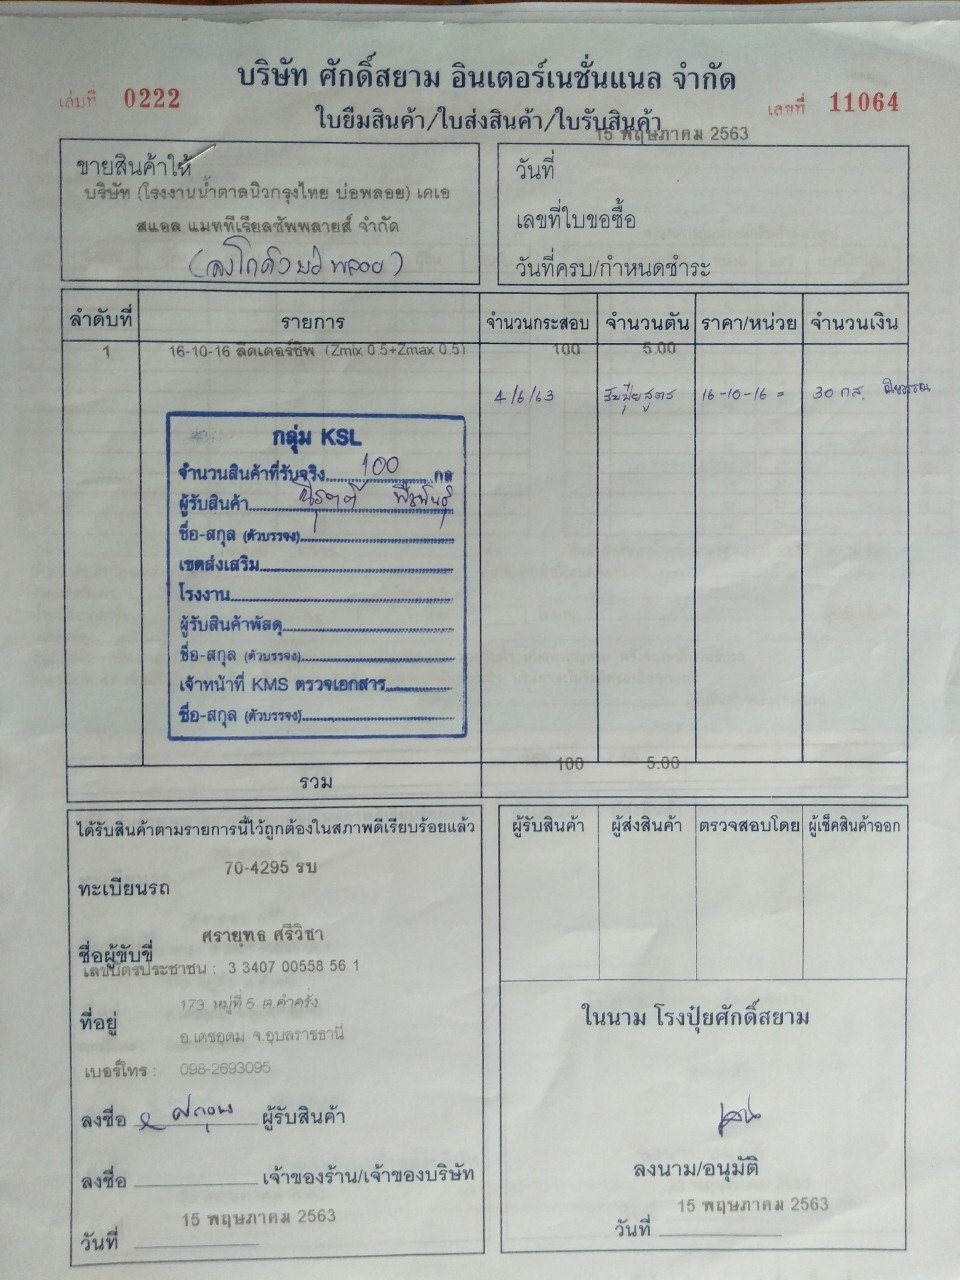 บริษัท ศักดิ์สยาม อินเตอร์เนชั่นแนล จำกัด
เล่มที่ 0222
เลขที่ 11064
ใบยืมสินค้า/ใบส่งสินค้า/ใบรับสินค้า
15 พฤษภาคม 2563
ขายสินค้าให้
บริษัท (โรงงานน้ำตาลนิวกรุงไทย บ่อพลอย) เคเอ
สแอล แมททีเรียลซัพพลายส์ จำกัด
(ลงโกดังบ่อพลอย)
วันที่
เลขที่ใบขอซื้อ
วันที่ครบ/กำหนดชำระ
ลำดับที่ รายการ จำนวนกระสอบ จำนวนตัน ราคา/หน่วย จำนวนเงิน
1 16-10-16 ลีดเดอร์ชิพ (Zmix 0.5+Zmax 0.5) 100 5.00
4/6/63 รับปุ๋ยสูตร 16-10-16 = 30 กส.
กลุ่ม KSL
จำนวนสินค้าที่รับจริง 100 กส
ผู้รับสินค้า
ชื่อ-สกุล (ตัวบรรจง)
เขตส่งเสริม
โรงงาน
ผู้รับสินค้าพัสดุ
ชื่อ-สกุล (ตัวบรรจง)
เจ้าหน้าที่ KMS ตรวจเอกสาร
ชื่อ-สกุล (ตัวบรรจง)
รวม 100 5.00
ได้รับสินค้าตามรายการนี้ไว้ถูกต้องในสภาพดีเรียบร้อยแล้ว
ทะเบียนรถ 70-4295 รบ
ชื่อผู้ขับขี่ ศรายุทธ ศรีวิชา
เลขบัตรประชาชน : 3 3407 00558 56 1
ที่อยู่ 173 หมู่ที่ 5 ต.คำครั่ง
อ.เดชอุดม จ.อุบลราชธานี
เบอร์โทร : 098-2693095
ลงชื่อ ผู้รับสินค้า
ลงชื่อ เจ้าของร้าน/เจ้าของบริษัท
วันที่ 15 พฤษภาคม 2563
ผู้รับสินค้า ผู้ส่งสินค้า ตรวจสอบโดย ผู้เช็คสินค้าออก
ในนาม โรงปุ๋ยศักดิ์สยาม
ลงนาม/อนุมัติ
วันที่ 15 พฤษภาคม 2563